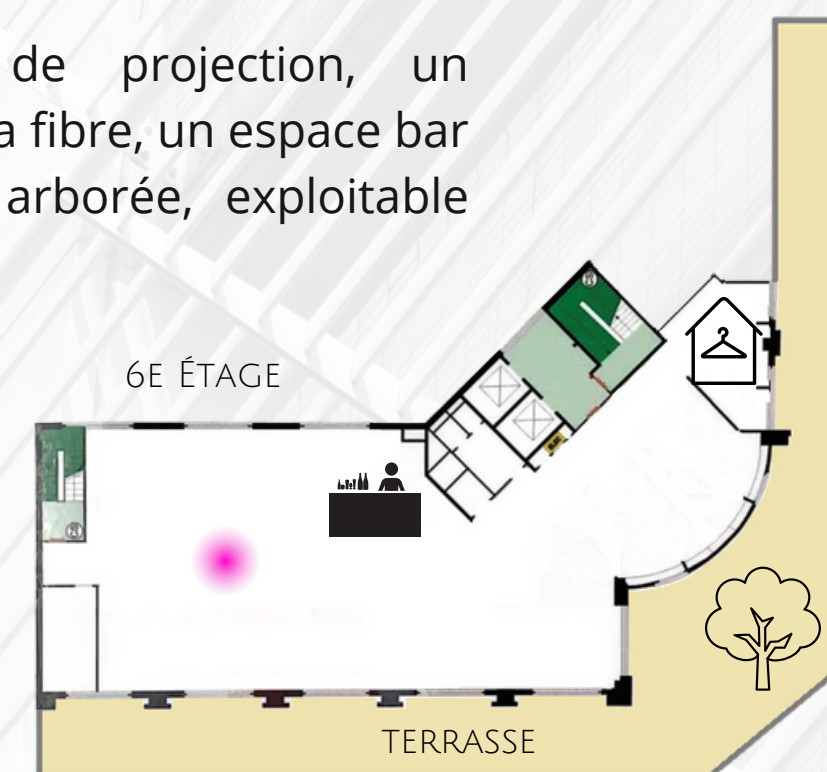 de projection, un
a fibre, un espace bar
arborée, exploitable
6E ÉTAGE
TERRASSE